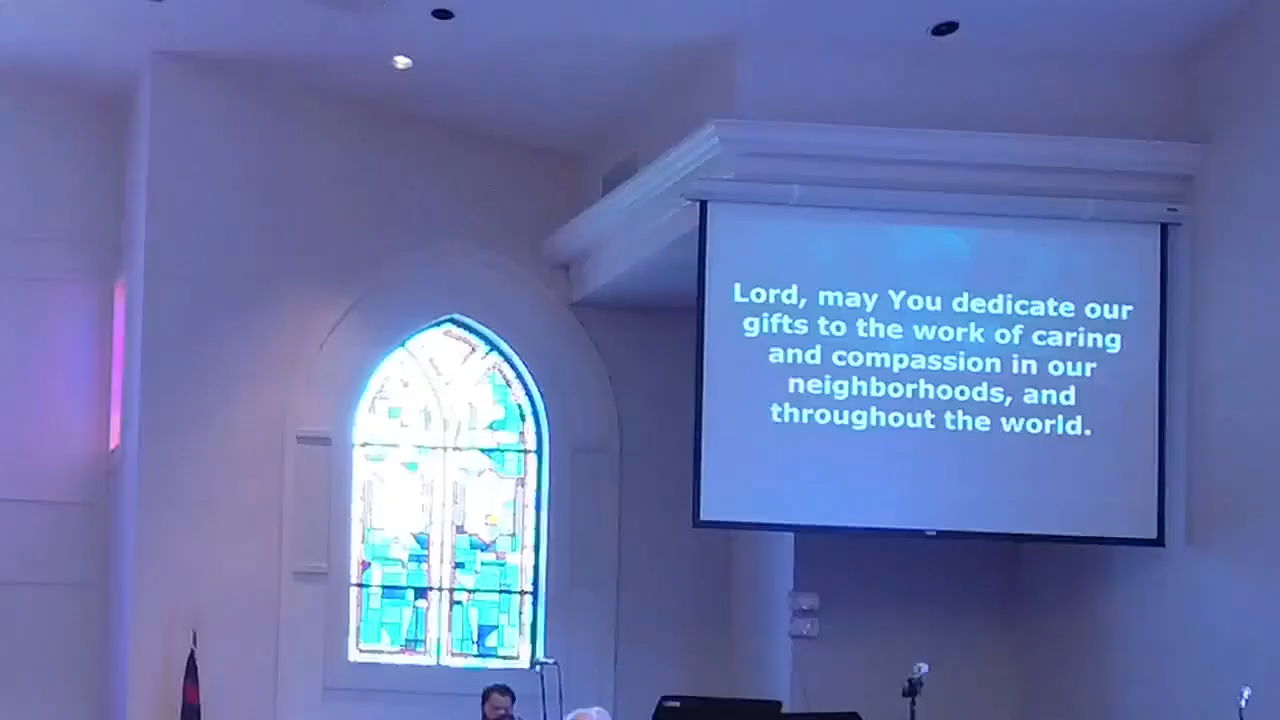 Lord, may You dedicate our
gifts to the work of caring
and compassion in our
neighborhoods, and
throughout the world.